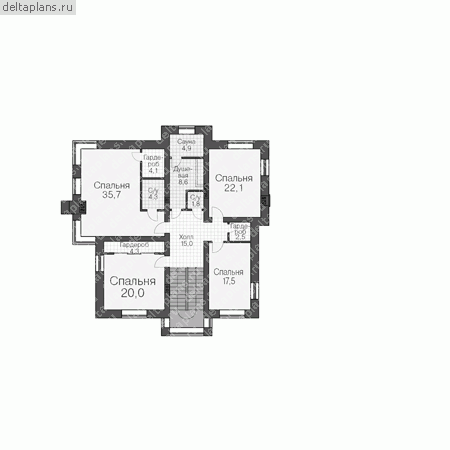 deltaplans.ru
Сауна
4,9
Гарде-
роб
4,1
Душе-
вая
8,6
Спальня
22,1
Спальня
35,7
С/у
4,3
С/у
1,8
Гарде-
роб
2,5
Холл
15,0
Гардероб
4,3
Спальня
20,0
Спальня
17,5